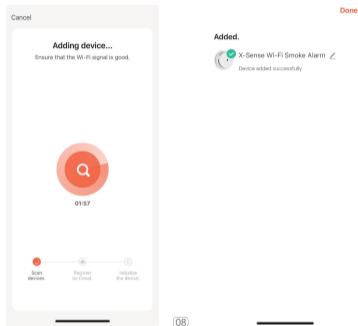 Cancel
Adding device...
Ensure that the Wi-Fi signal is good.
01:57
Scan
devices.
Register
on Cloud.
Initialize
the device.
Done
Added.
X-Sense Wi-Fi Smoke Alarm
Device added successfully
08